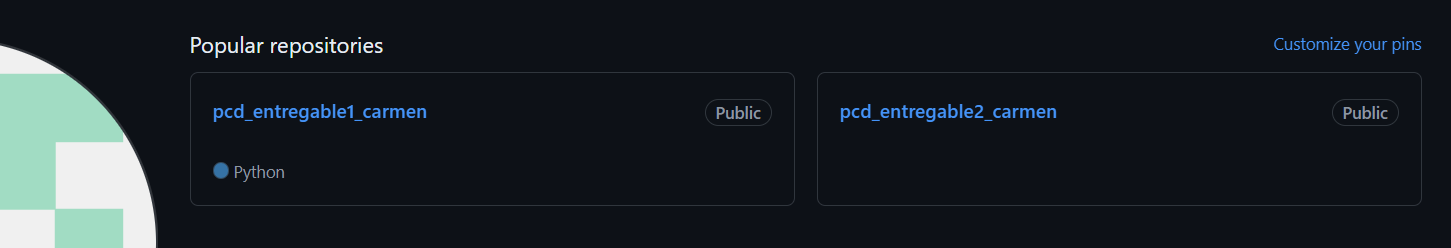 Popular repositories
Customize your pins
pcd_entregable1_carmen
Public
Python
pcd_entregable2_carmen
Public